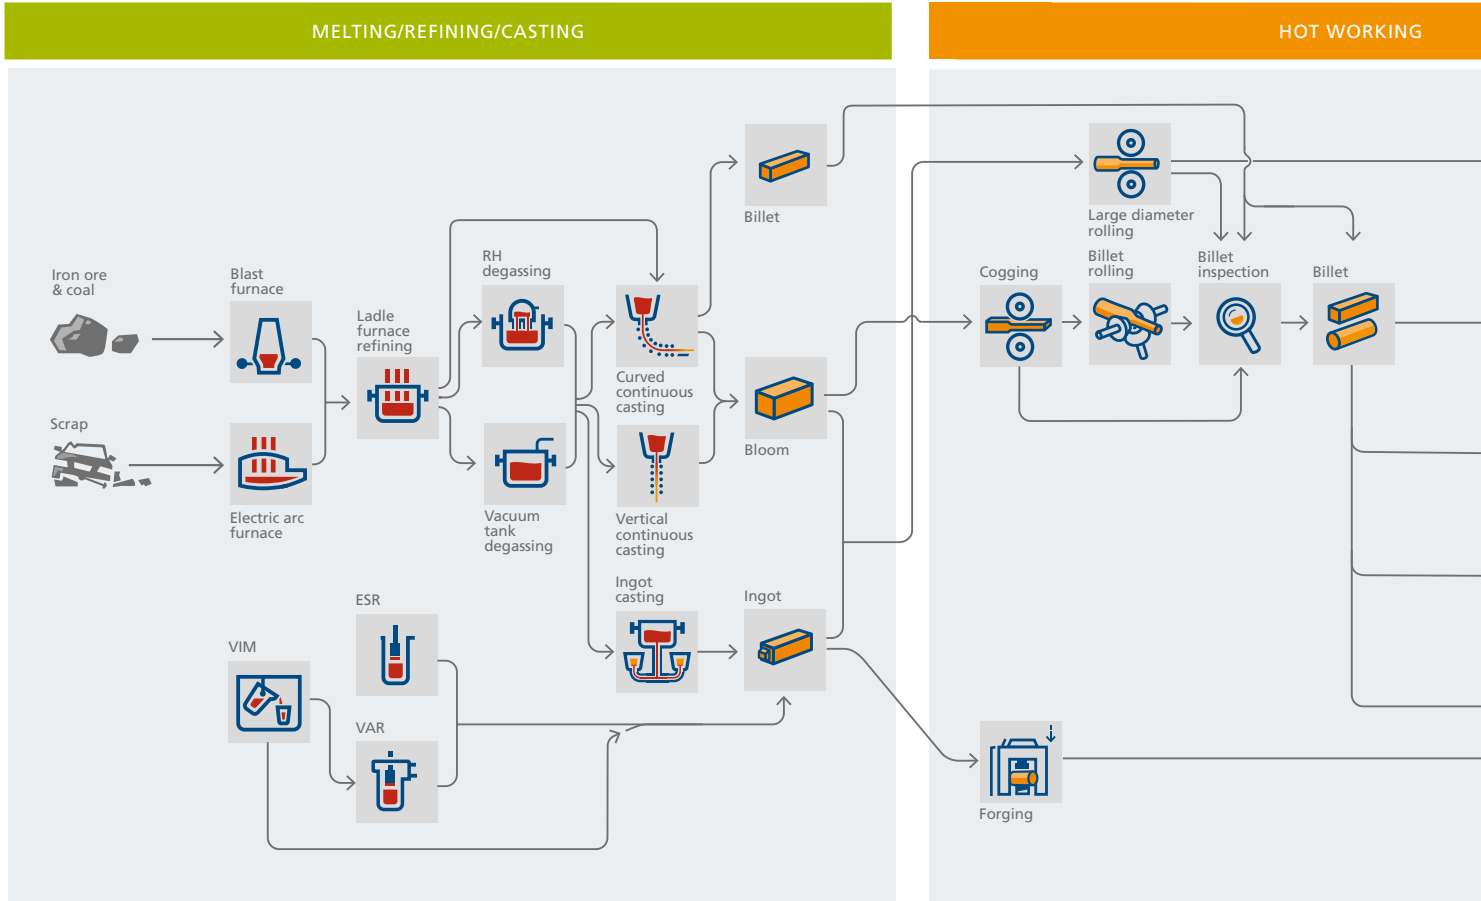 MELTING/REFINING/CASTING
HOT WORKING
Billet
Large diameter
rolling
Iron ore
& coal
Blast
furnace
Ladle
furnace
refining
RH
degassing
Curved
continuous
casting
Bloom
Cogging
Billet
rolling
Billet
inspection
Billet
Scrap
Electric arc
furnace
Vacuum
tank
degassing
Vertical
continuous
casting
Ingot
casting
Ingot
ESR
VIM
VAR
Forging